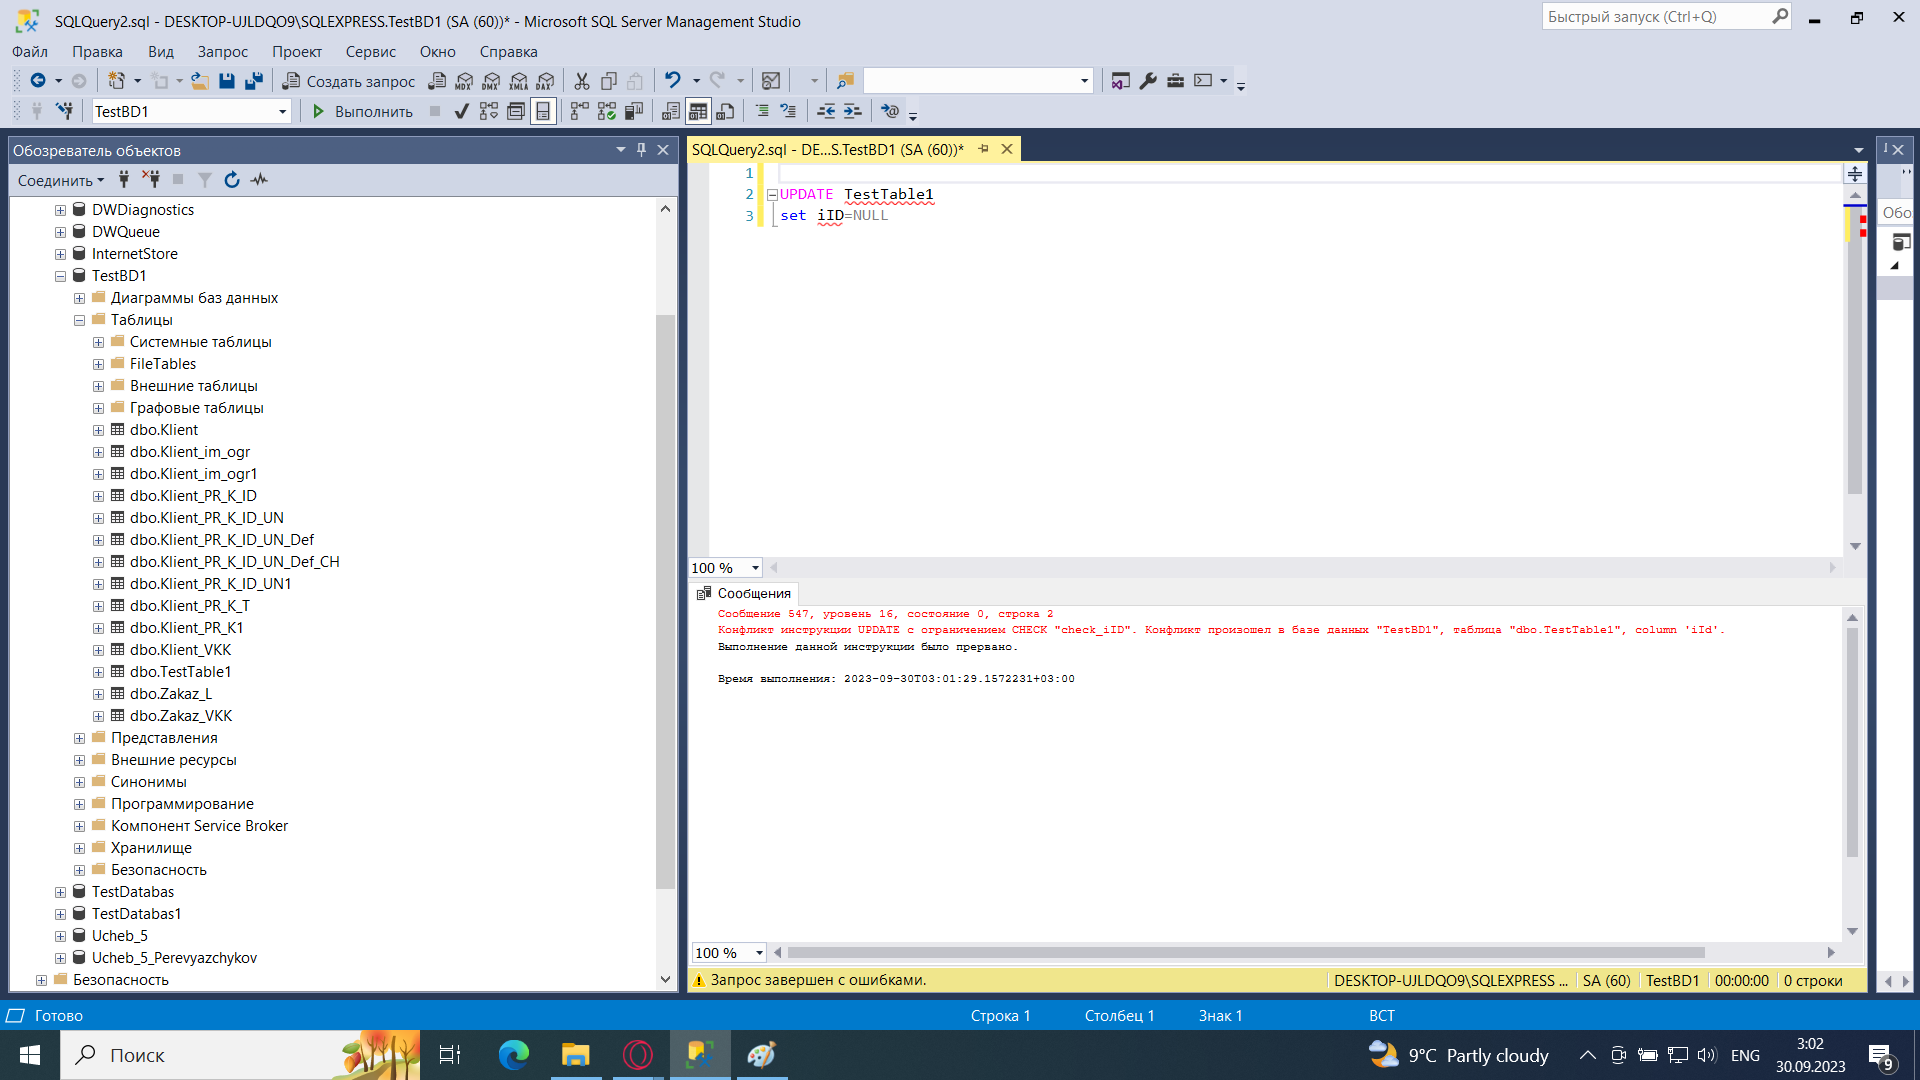 SQLQuery2.sql - DESKTOP-UJLDQO9\SQLEXPRESS.TestBD1 (SA (60))* - Microsoft SQL Server Management Studio
Быстрый запуск (Ctrl+Q)
Файл Правка Вид Запрос Проект Сервис Окно Справка
Создать запрос MDX DMX XMLA DAX
TestBD1 Выполнить
Обозреватель объектов
Соединить
DWDiagnostics
DWQueue
InternetStore
TestBD1
Диаграммы баз данных
Таблицы
Системные таблицы
FileTables
Внешние таблицы
Графовые таблицы
dbo.Klient
dbo.Klient_im_ogr
dbo.Klient_im_ogr1
dbo.Klient_PR_K_ID
dbo.Klient_PR_K_ID_UN
dbo.Klient_PR_K_ID_UN_Def
dbo.Klient_PR_K_ID_UN_Def_CH
dbo.Klient_PR_K_ID_UN1
dbo.Klient_PR_K_T
dbo.Klient_PR_K1
dbo.Klient_VKK
dbo.TestTable1
dbo.Zakaz_L
dbo.Zakaz_VKK
Представления
Внешние ресурсы
Синонимы
Программирование
Компонент Service Broker
Хранилище
Безопасность
TestDatabas
TestDatabas1
Ucheb_5
Ucheb_5_Perevyazchykov
Безопасность
SQLQuery2.sql - DE...S.TestBD1 (SA (60))*
1
2 UPDATE TestTable1
3 set iID=NULL
100 %
Сообщения
Сообщение 547, уровень 16, состояние 0, строка 2
Конфликт инструкции UPDATE с ограничением CHECK "check_iID". Конфликт произошел в базе данных "TestBD1", таблица "dbo.TestTable1", column 'iId'.
Выполнение данной инструкции было прервано.
Время выполнения: 2023-09-30T03:01:29.1572231+03:00
100 %
Запрос завершен с ошибками. DESKTOP-UJLDQO9\SQLEXPRESS ... SA (60) TestBD1 00:00:00 0 строки
Обо
Готово Строка 1 Столбец 1 Знак 1 ВСТ
Поиск
9°C Partly cloudy ENG
3:02
30.09.2023
9